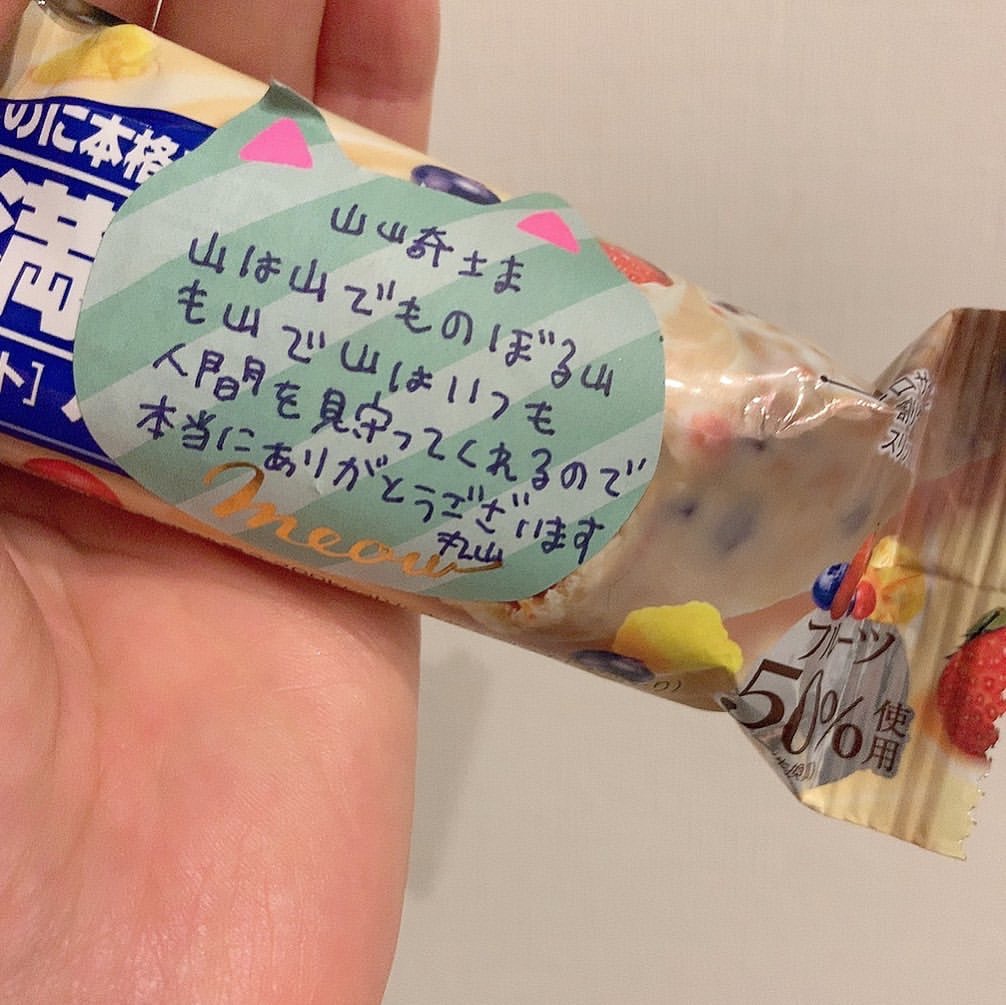 のに本格
満
ト]
山崎奇士ま
山は山でものぼる山
も山で山はいつも
人間を見守ってくれるので
本当にありがとうございます
丸山
meow
フルーツ
50%
使用